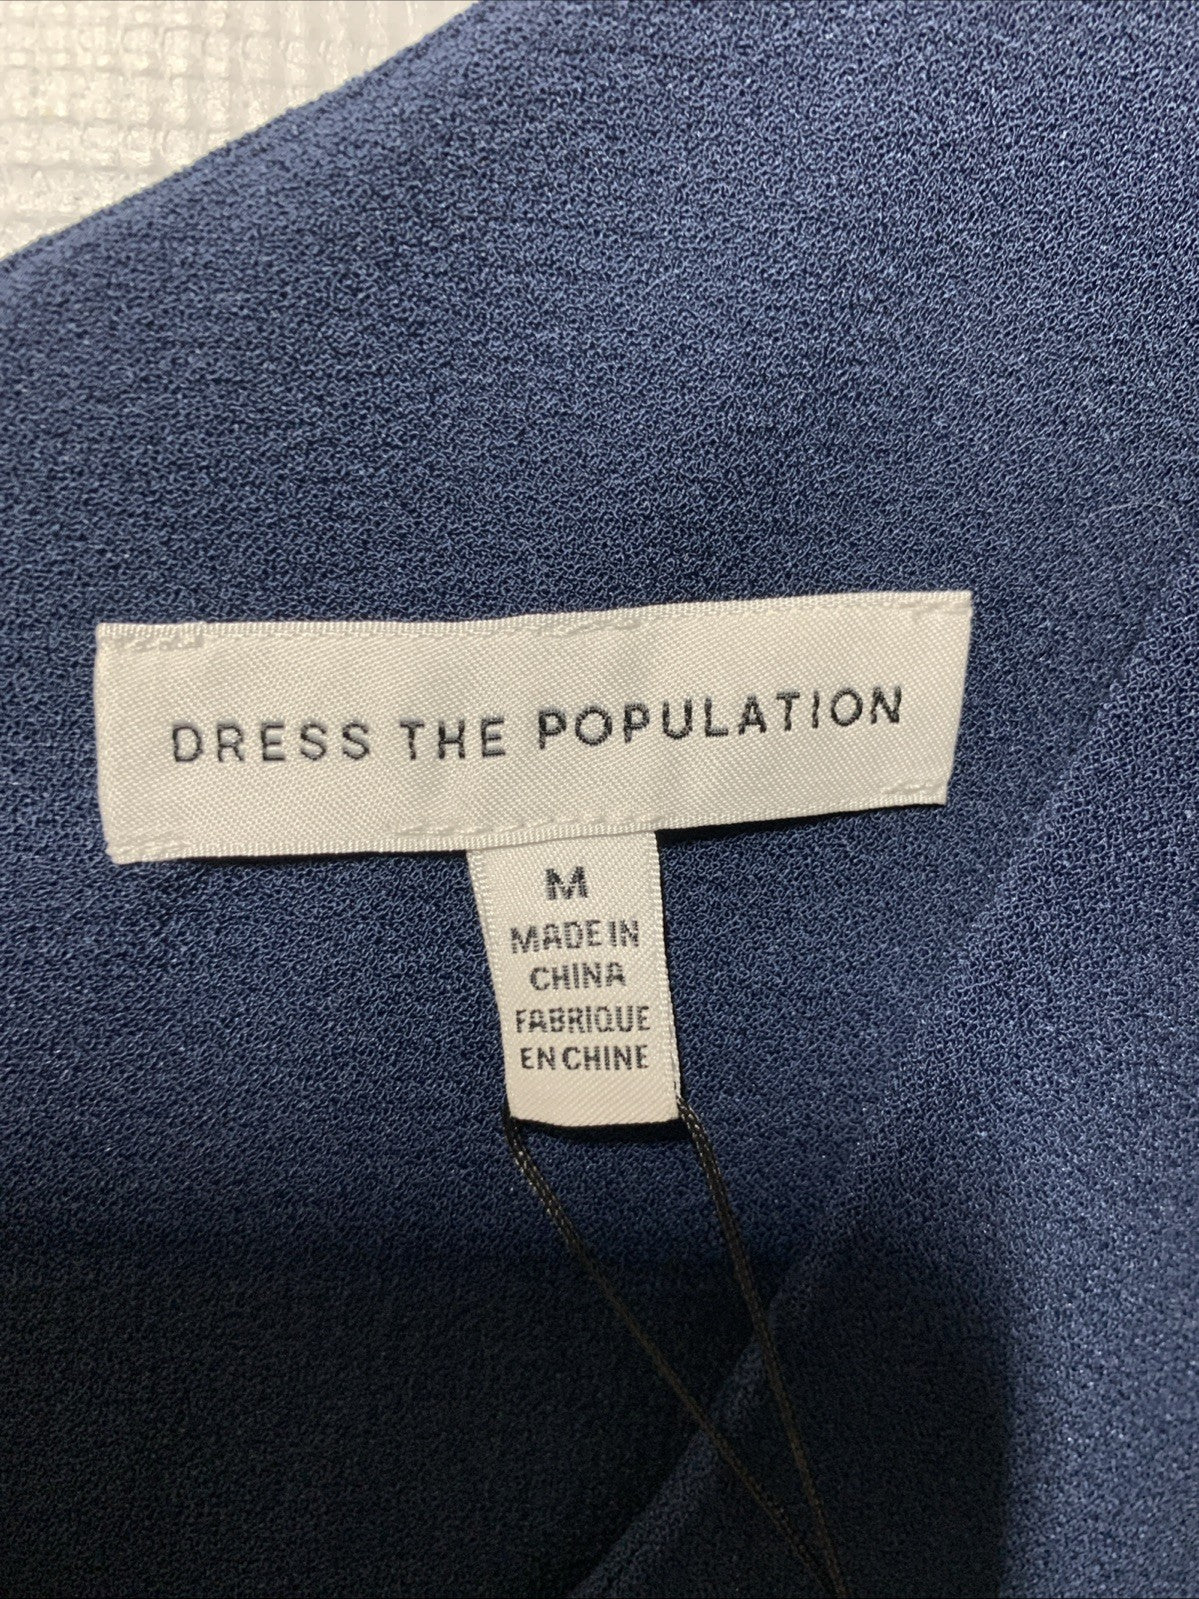 DRESS THE POPULATION
M
MADE IN
CHINA
FABRIQUE
EN CHINE